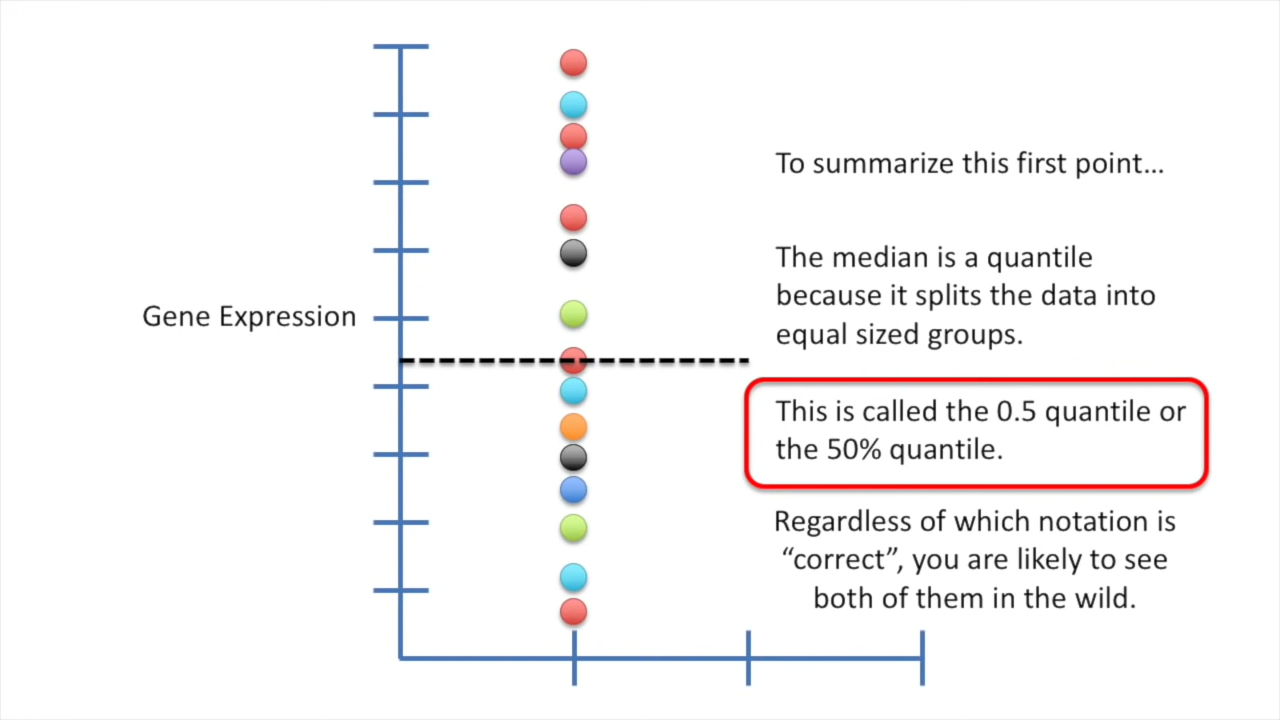 To summarize this first point...
The median is a quantile
because it splits the data into
equal sized groups.
Gene Expression
This is called the 0.5 quantile or
the 50% quantile.
Regardless of which notation is
“correct”, you are likely to see
both of them in the wild.